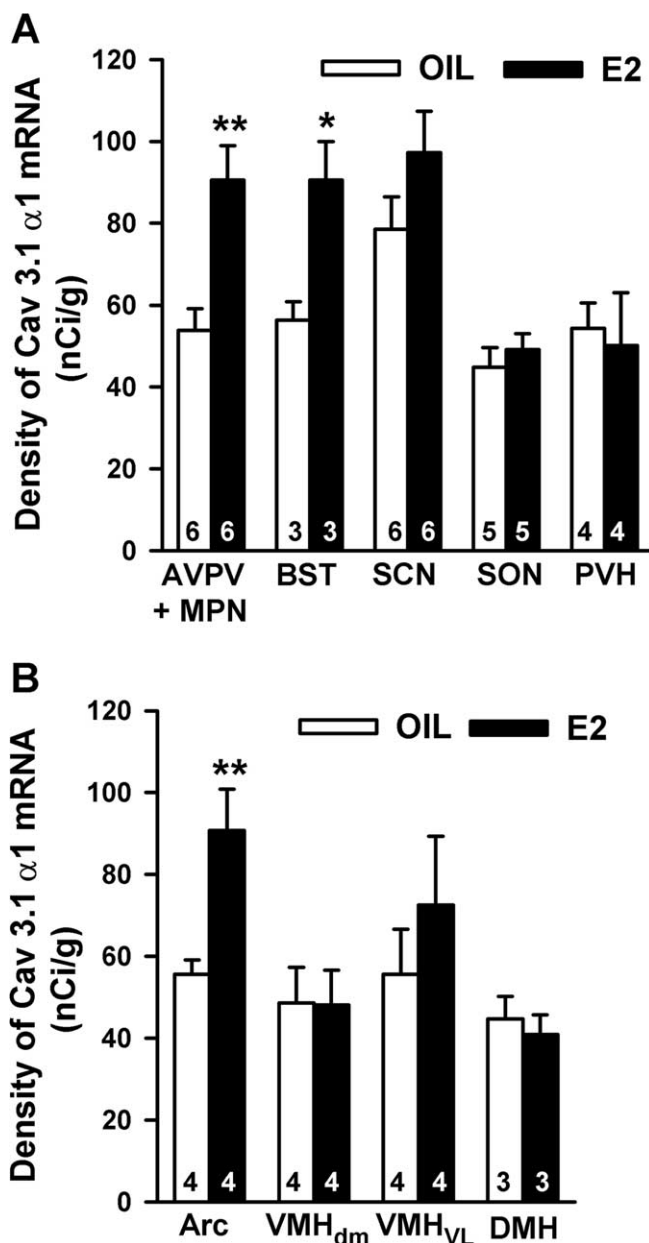 A
OIL E2
Density of Cav 3.1 α1 mRNA
(nCi/g)
120
100
80
60
40
20
0
** *
6 6 3 3 6 6 5 5 4 4
AVPV BST SCN SON PVH
+ MPN
B
OIL E2
Density of Cav 3.1 α1 mRNA
(nCi/g)
120
100
80
60
40
20
0
**
4 4 4 4 4 4 3 3
Arc VMHdm VMHVL DMH